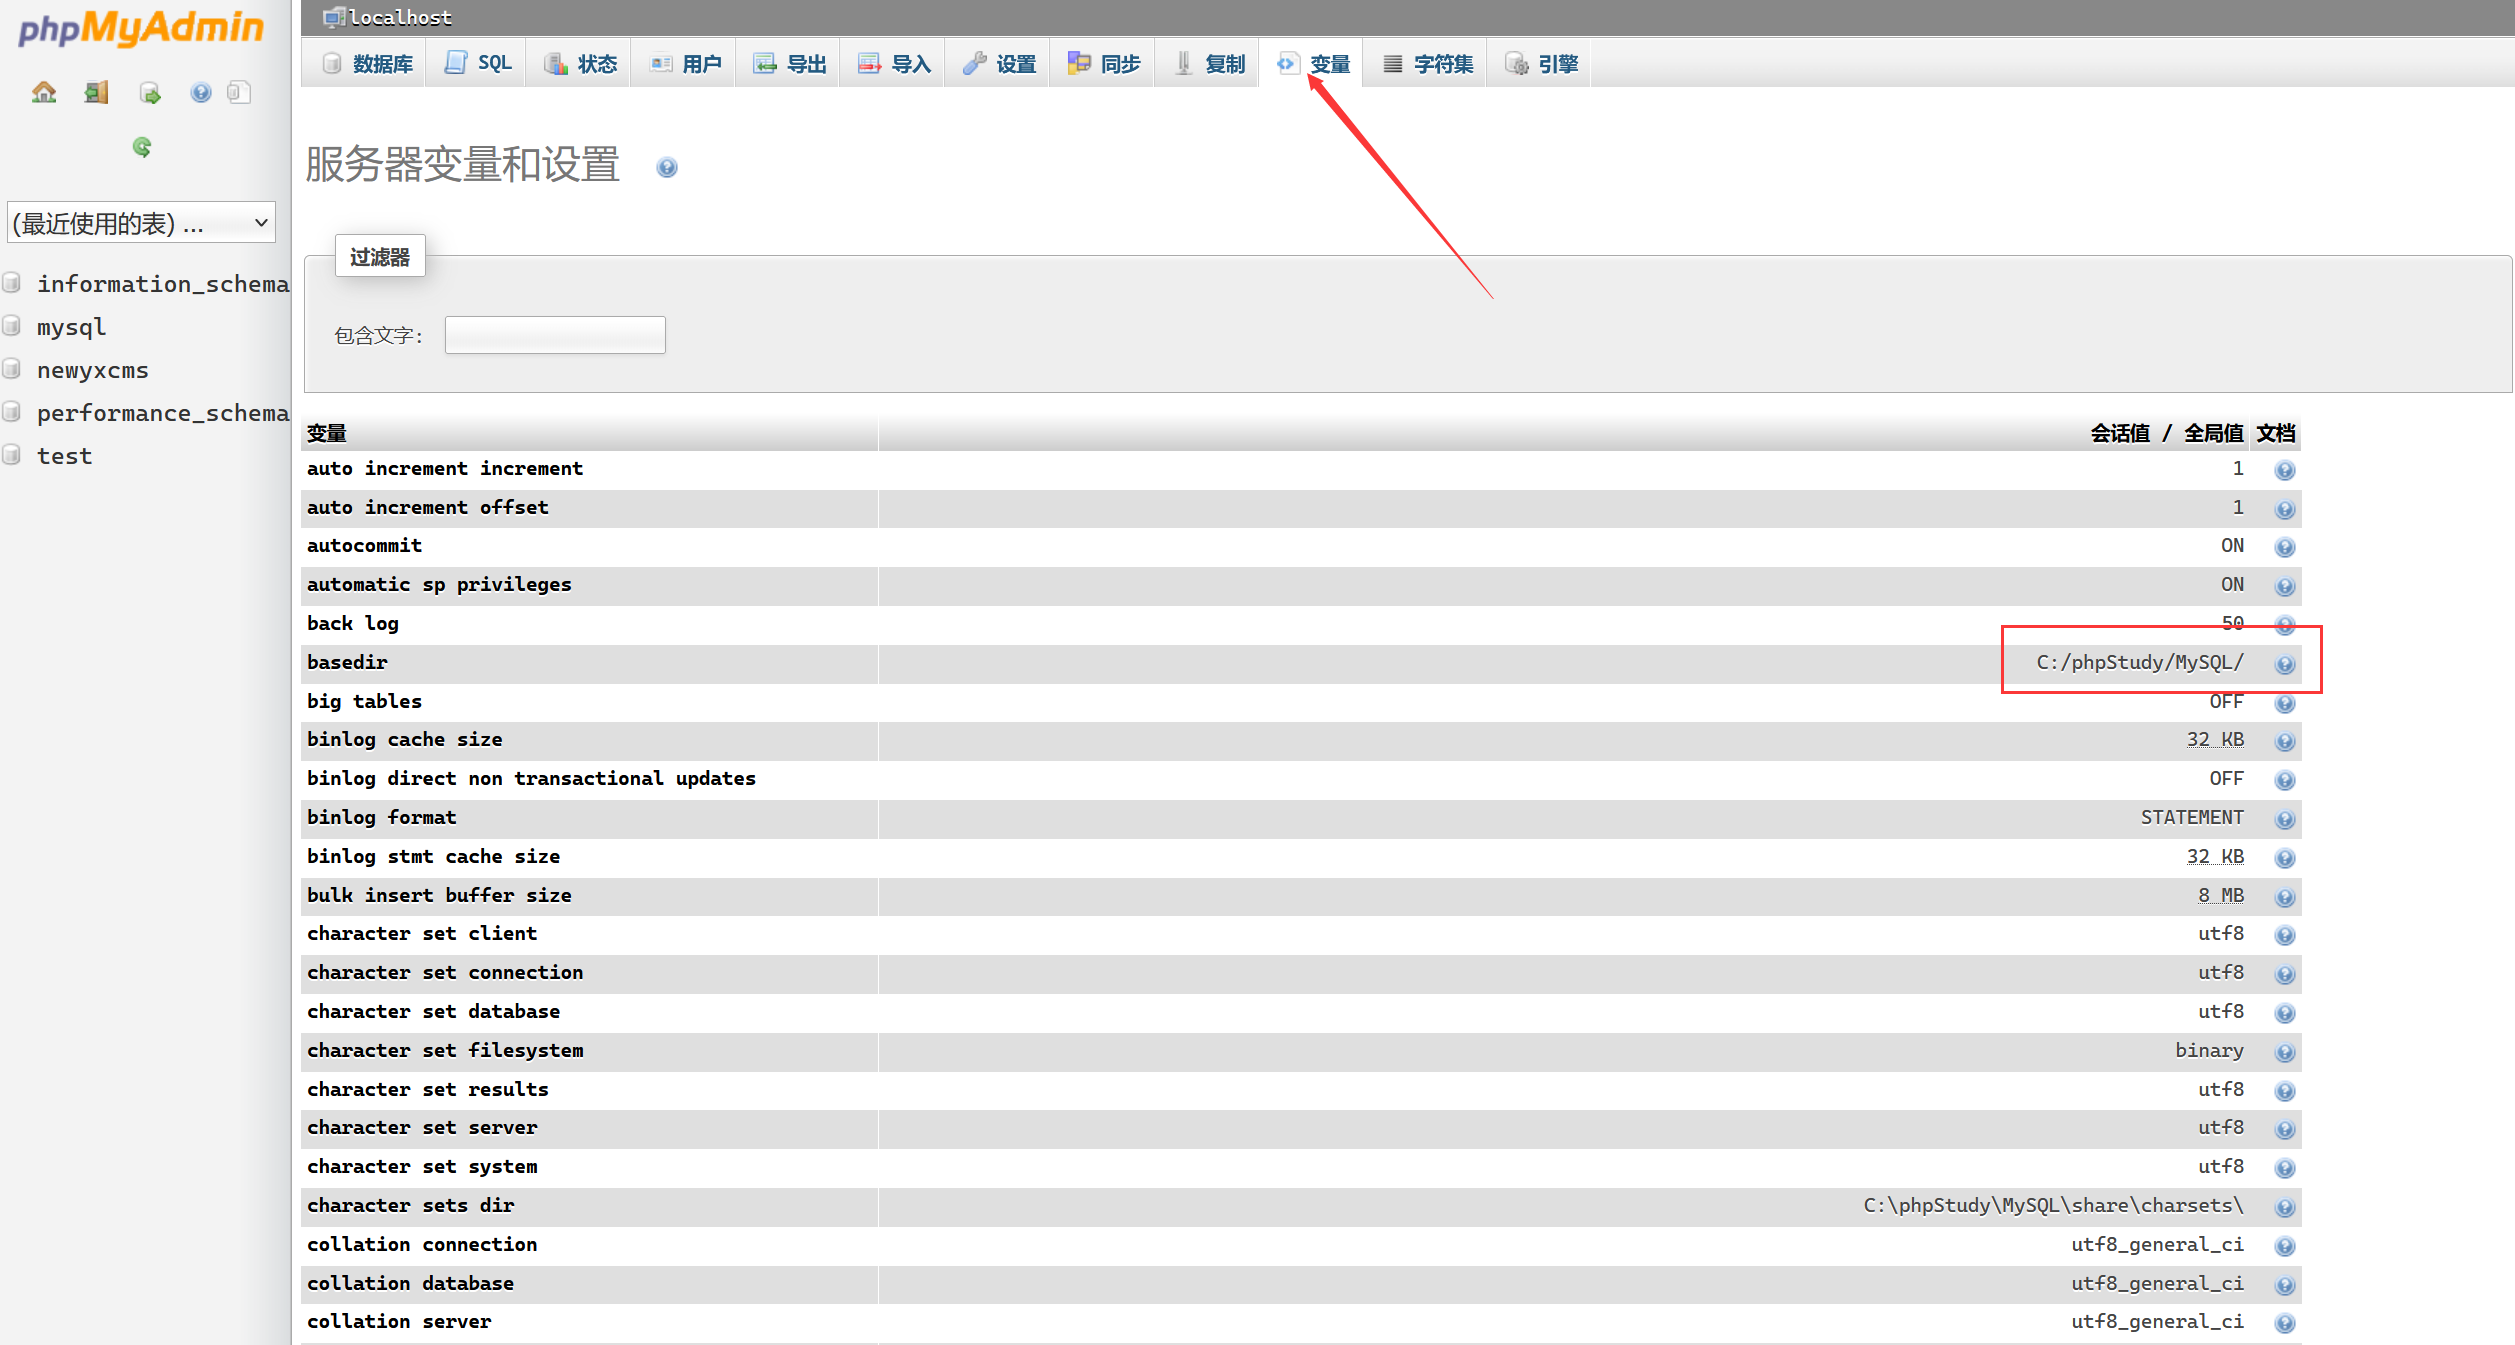 phpMyAdmin
(最近使用的表) ...
information_schema
mysql
newyxcms
performance_schema
test
localhost
数据库 SQL 状态 用户 导出 导入 设置 同步 复制 变量 字符集 引擎
服务器变量和设置
过滤器
包含文字:
变量 会话值 / 全局值 文档
auto increment increment 1
auto increment offset 1
autocommit ON
automatic sp privileges ON
back log 50
basedir C:/phpStudy/MySQL/
big tables OFF
binlog cache size 32 KB
binlog direct non transactional updates OFF
binlog format STATEMENT
binlog stmt cache size 32 KB
bulk insert buffer size 8 MB
character set client utf8
character set connection utf8
character set database utf8
character set filesystem binary
character set results utf8
character set server utf8
character set system utf8
character sets dir C:\phpStudy\MySQL\share\charsets\
collation connection utf8_general_ci
collation database utf8_general_ci
collation server utf8_general_ci